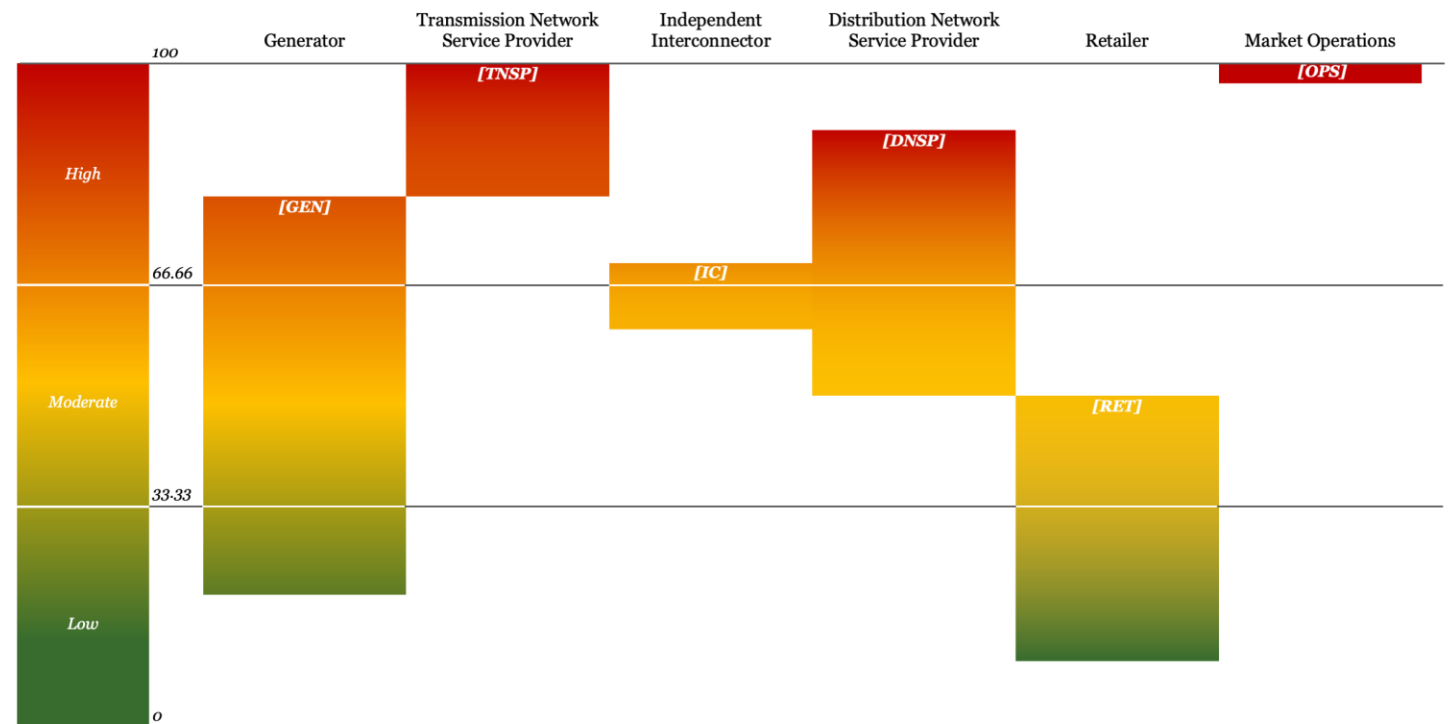 Generator
Transmission Network
Service Provider
Independent
Interconnector
Distribution Network
Service Provider
Retailer
Market Operations
100
[TNSP]
[OPS]
[DNSP]
High
[GEN]
66.66
[IC]
Moderate
[RET]
33.33
Low
0